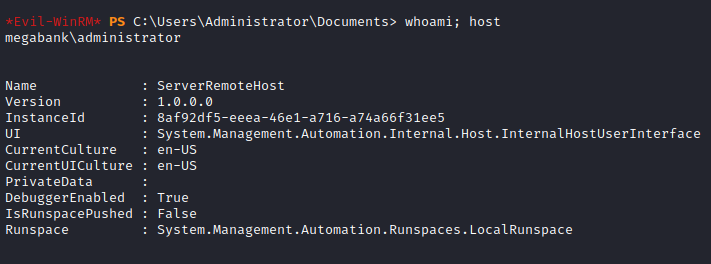 *Evil-WinRM* PS C:\Users\Administrator\Documents> whoami; host
megabank\administrator
Name : ServerRemoteHost
Version : 1.0.0.0
InstanceId : 8af92df5-eeea-46e1-a716-a74a66f31ee5
UI : System.Management.Automation.Internal.Host.InternalHostUserInterface
CurrentCulture : en-US
CurrentUICulture : en-US
PrivateData :
DebuggerEnabled : True
IsRunspacePushed : False
Runspace : System.Management.Automation.Runspaces.LocalRunspace